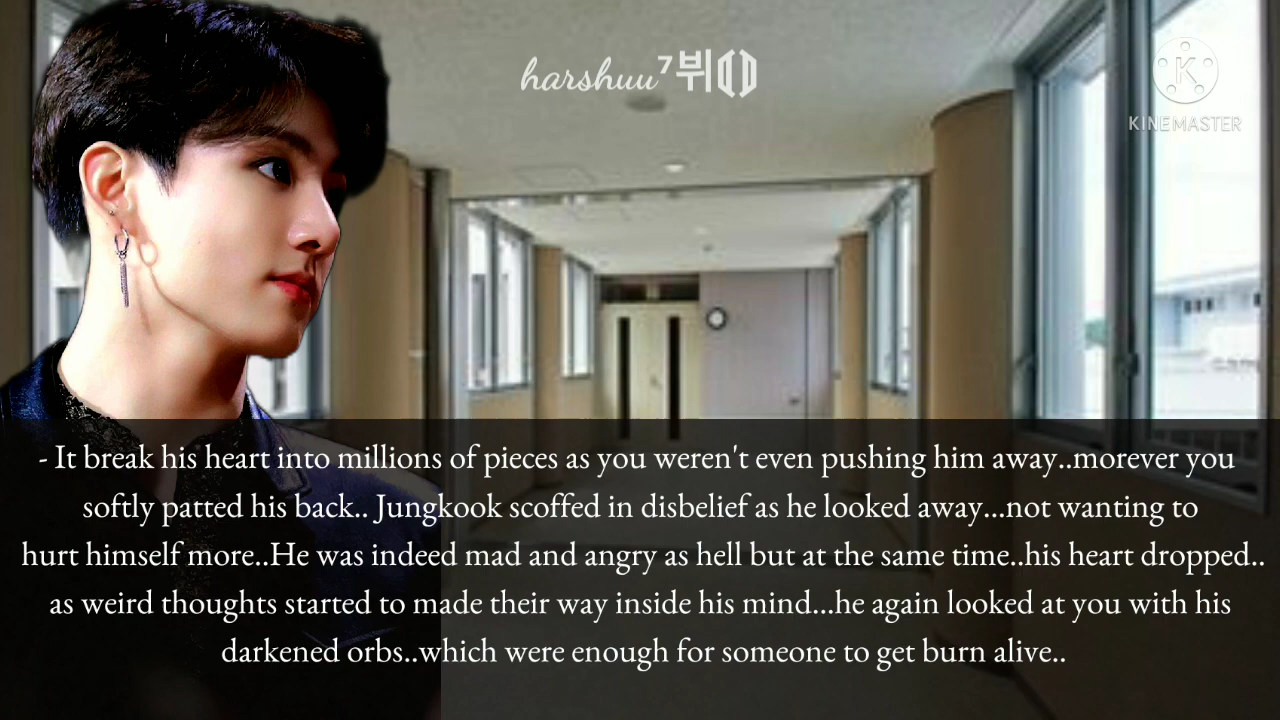 harshuu⁷뷔
KINEMASTER
- It break his heart into millions of pieces as you weren't even pushing him away..morever you
softly patted his back.. Jungkook scoffed in disbelief as he looked away...not wanting to
hurt himself more..He was indeed mad and angry as hell but at the same time..his heart dropped..
as weird thoughts started to made their way inside his mind...he again looked at you with his
darkened orbs..which were enough for someone to get burn alive..